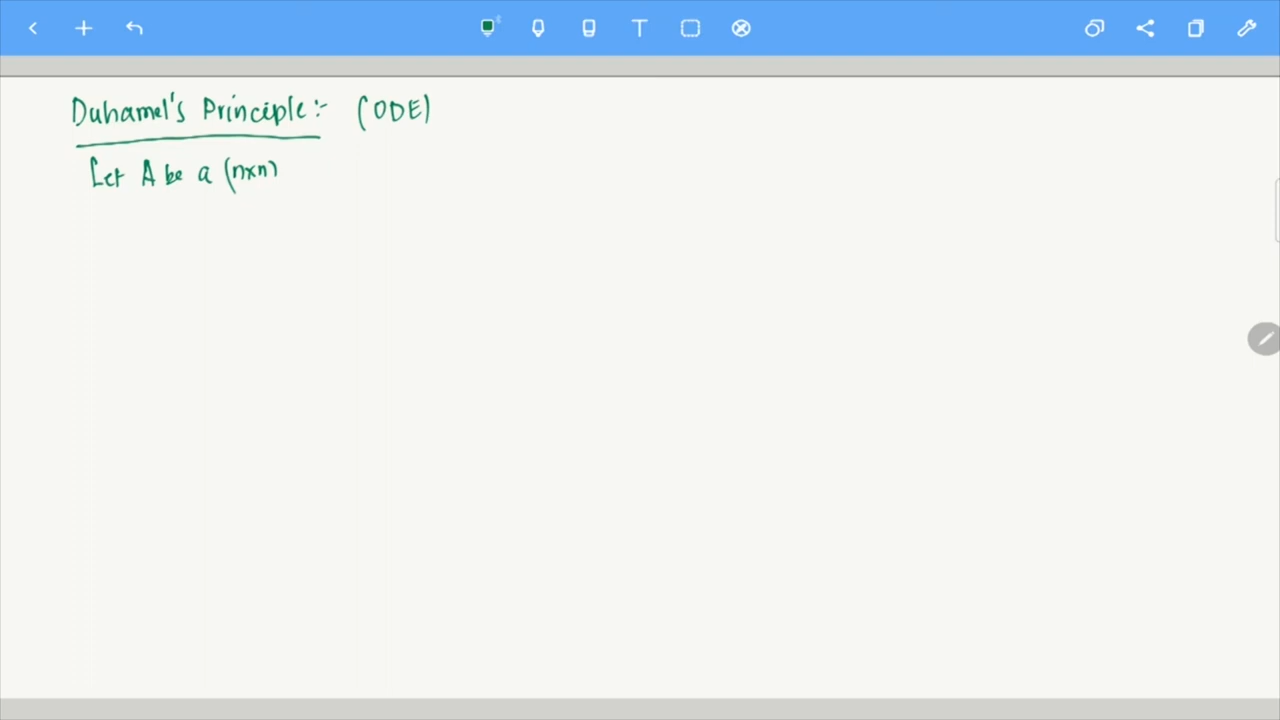 Duhamel's Principle :- (ODE)
Let A be a (n×n)